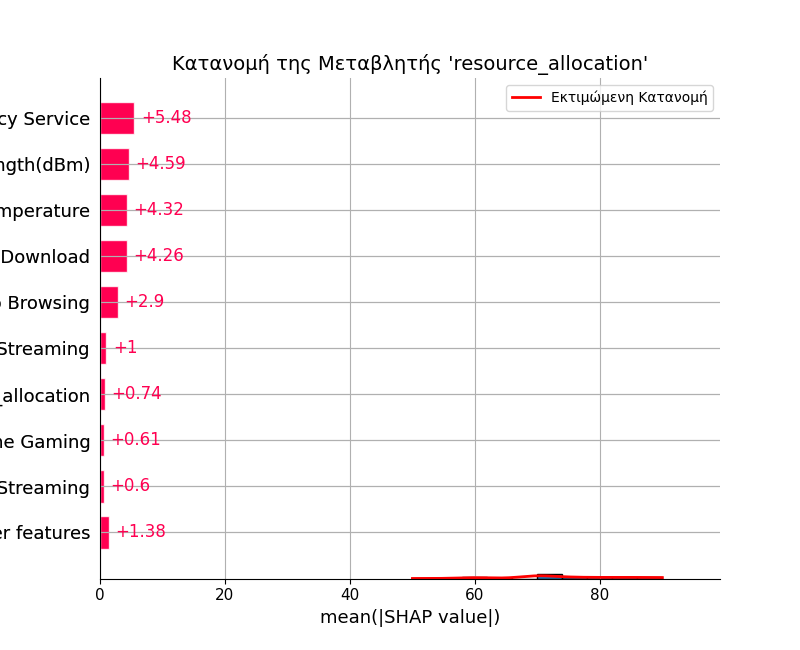 Κατανομή της Μεταβλητής 'resource_allocation'
Εκτιμώμενη Κατανομή
cy Service +5.48
ngth(dBm) +4.59
mperature +4.32
Download +4.26
Browsing +2.9
Streaming +1
_allocation +0.74
ne Gaming +0.61
Streaming +0.6
er features +1.38
0 20 40 60 80
mean(|SHAP value|)